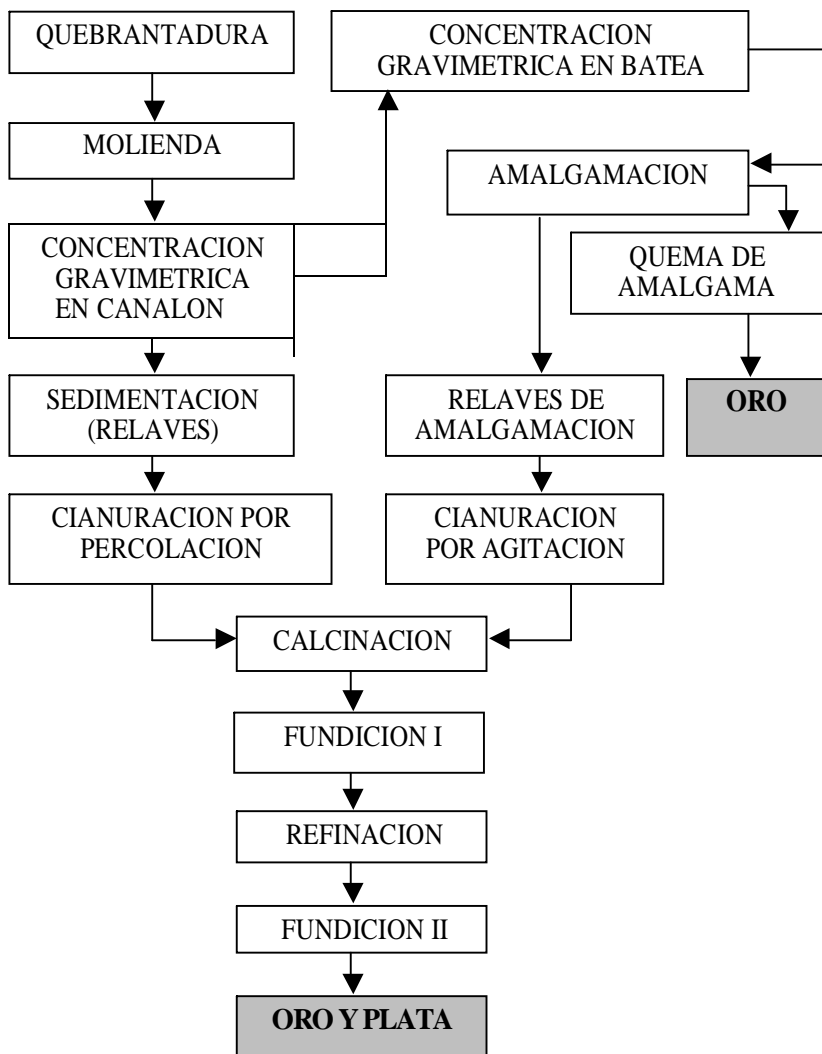 QUEBRANTADURA
CONCENTRACION
GRAVIMETRICA EN BATEA
MOLIENDA
AMALGAMACION
CONCENTRACION
GRAVIMETRICA
EN CANALON
QUEMA DE
AMALGAMA
SEDIMENTACION
(RELAVES)
RELAVES DE
AMALGAMACION
ORO
CIANURACION POR
PERCOLACION
CIANURACION
POR AGITACION
CALCINACION
FUNDICION I
REFINACION
FUNDICION II
ORO Y PLATA